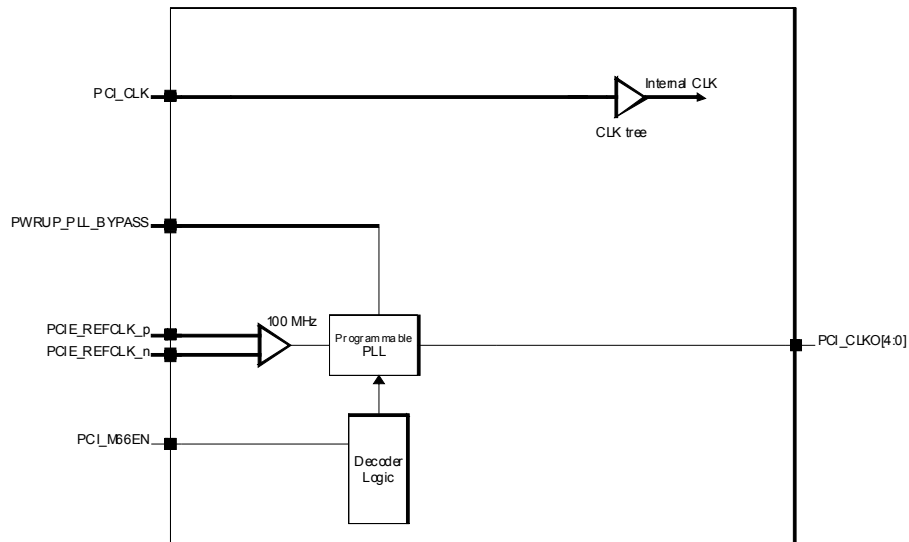 PCI_CLK
Internal CLK
CLK tree
PWRUP_PLL_BYPASS
100 MHz
PCIE_REFCLK_p
PCIE_REFCLK_n
Programmable
PLL
PCI_CLKO[4:0]
PCI_M66EN
Decoder
Logic